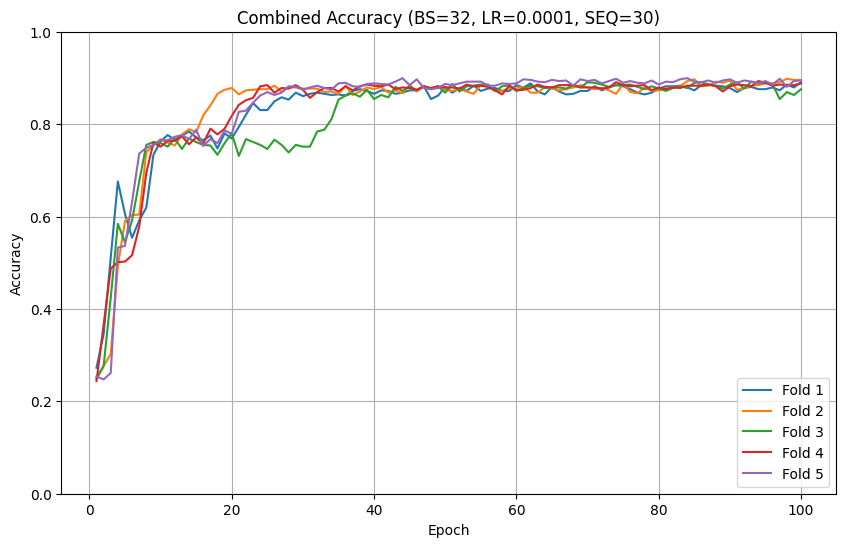 Combined Accuracy (BS=32, LR=0.0001, SEQ=30)
1.0
0.8
0.6
0.4
0.2
0.0
Accuracy
0 20 40 60 80 100
Epoch
Fold 1
Fold 2
Fold 3
Fold 4
Fold 5